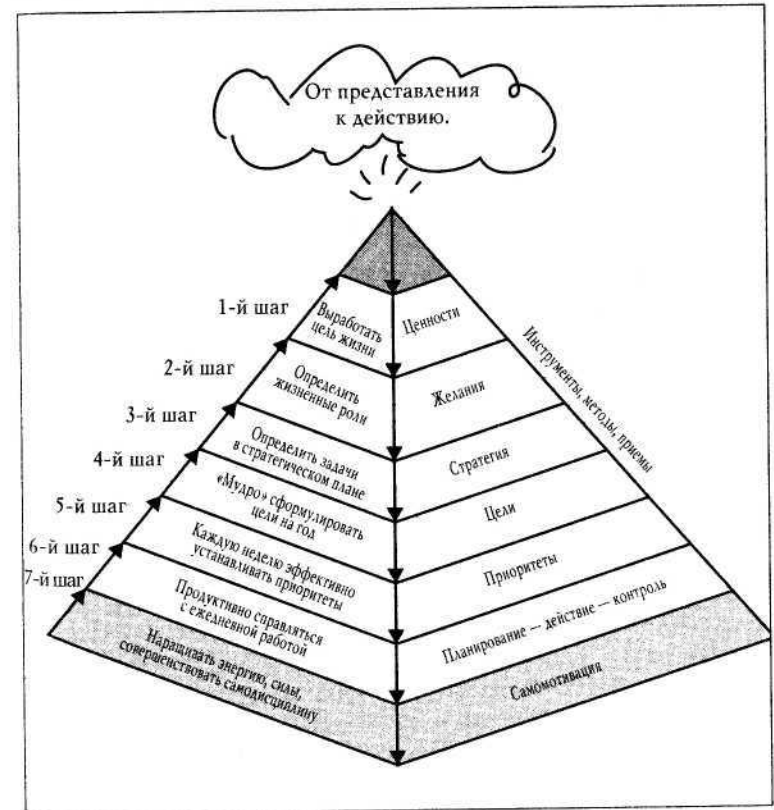 От представления
к действию.
1-й шаг
Выработать
цель жизни
Ценности
2-й шаг
Определить
жизненные роли
Желания
3-й шаг
Определить задачи
в стратегическом плане
Стратегия
4-й шаг
«Мудро» сформулировать
цели на год
Цели
5-й шаг
Каждую неделю эффективно
устанавливать приоритеты
Приоритеты
6-й шаг
Продуктивно справляться
с ежедневной работой
Планирование — действие — контроль
7-й шаг
Наращивать энергию, силы,
совершенствовать самодисциплину
Самомотивация
Инструменты, методы, приемы